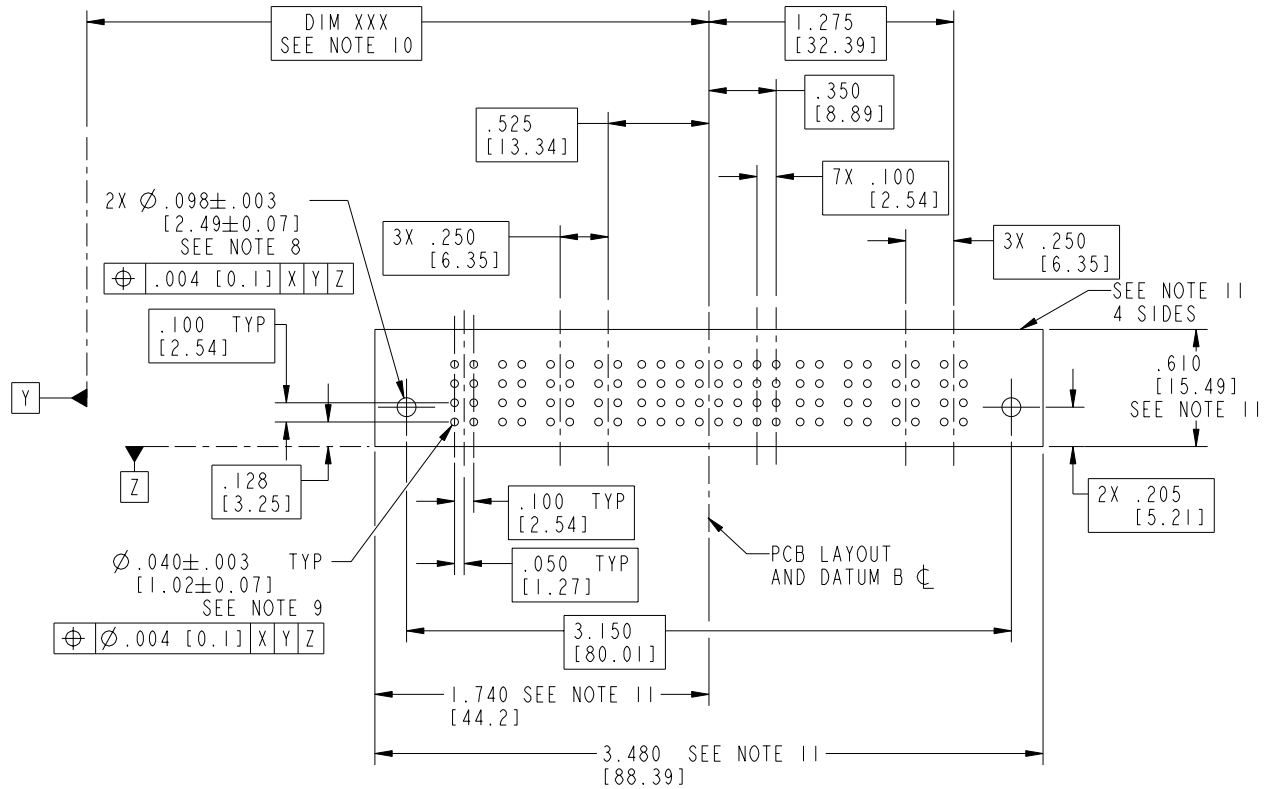 DIM XXX
SEE NOTE 10
1.275
[32.39]
.350
[8.89]
.525
[13.34]
7X .100
[2.54]
2X Ø .098±.003
[2.49±0.07]
SEE NOTE 8
⌖ .004 [0.1] X Y Z
3X .250
[6.35]
3X .250
[6.35]
SEE NOTE 11
4 SIDES
.100 TYP
[2.54]
.610
[15.49]
SEE NOTE 11
Y
Z
.128
[3.25]
.100 TYP
[2.54]
2X .205
[5.21]
Ø .040±.003 TYP
[1.02±0.07]
SEE NOTE 9
⌖ Ø .004 [0.1] X Y Z
.050 TYP
[1.27]
PCB LAYOUT
AND DATUM B ℄
3.150
[80.01]
1.740 SEE NOTE 11
[44.2]
3.480 SEE NOTE 11
[88.39]